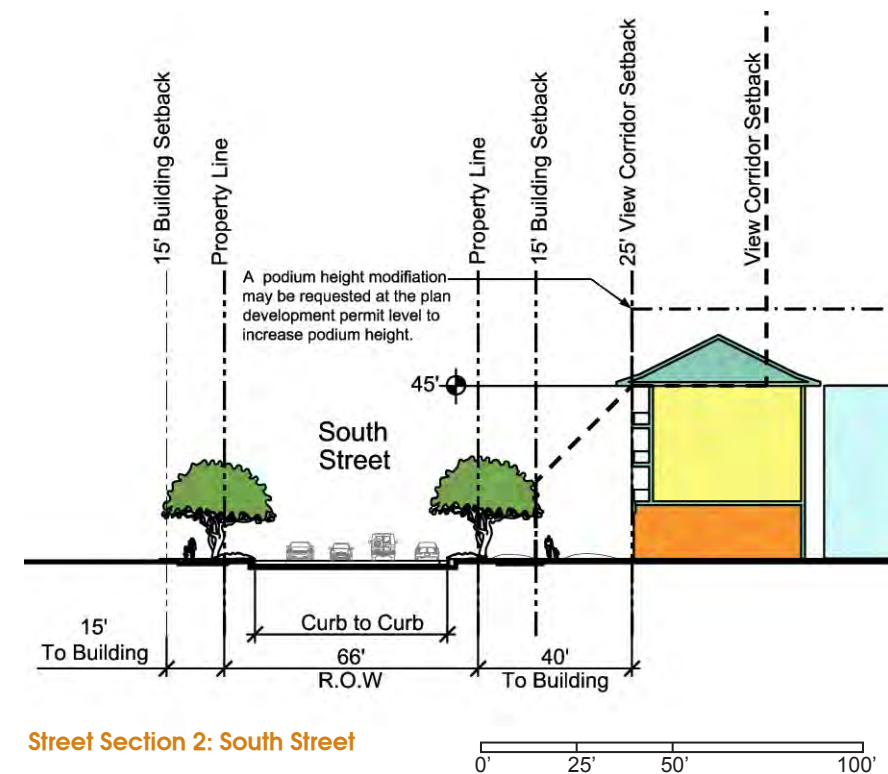 15' Building Setback
Property Line
Property Line
15' Building Setback
25' View Corridor Setback
View Corridor Setback
A podium height modifiation
may be requested at the plan
development permit level to
increase podium height.
45'
South
Street
Curb to Curb
15'
To Building
66'
R.O.W
40'
To Building
Street Section 2: South Street
0' 25' 50' 100'